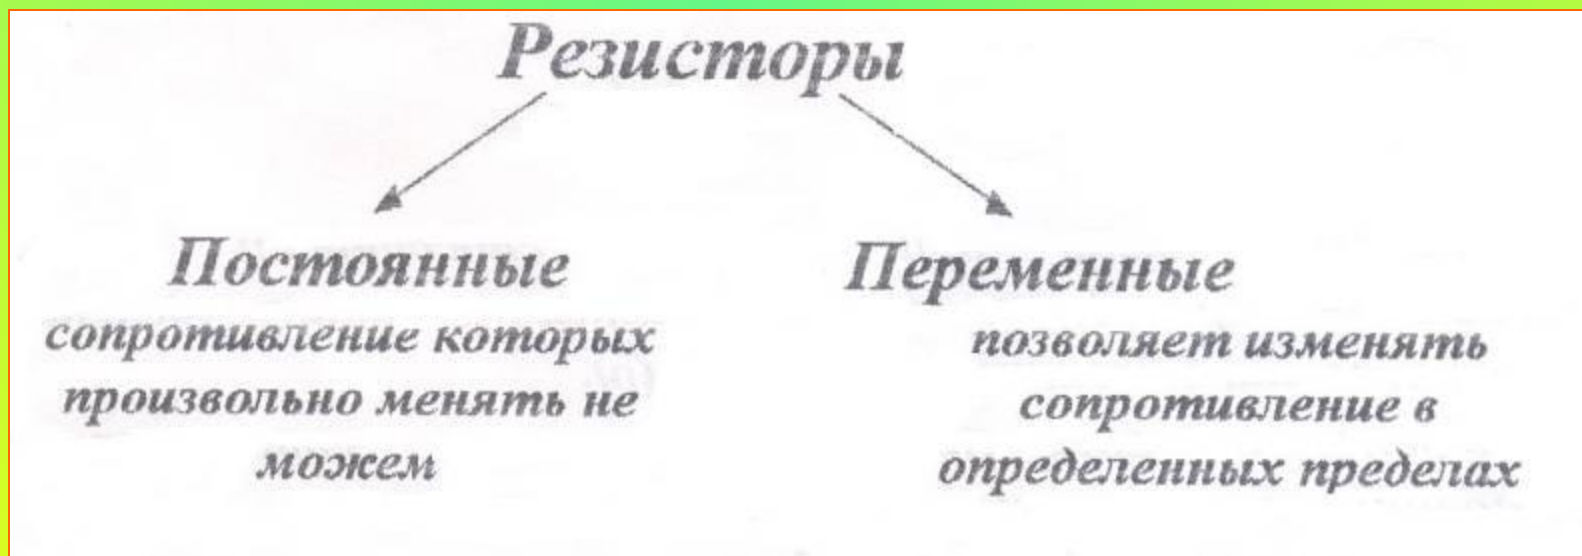 Резисторы
Постоянные
сопротивление которых
произвольно менять не
можем
Переменные
позволяет изменять
сопротивление в
определенных пределах